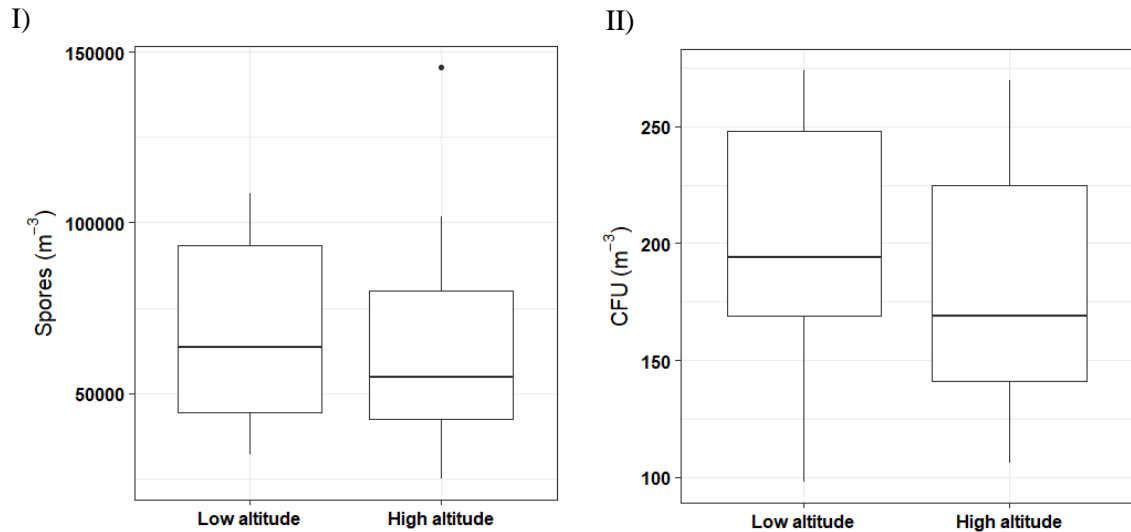 I)
150000
100000
50000
Spores (m⁻³)
Low altitude
High altitude
II)
250
200
150
100
CFU (m⁻³)
Low altitude
High altitude